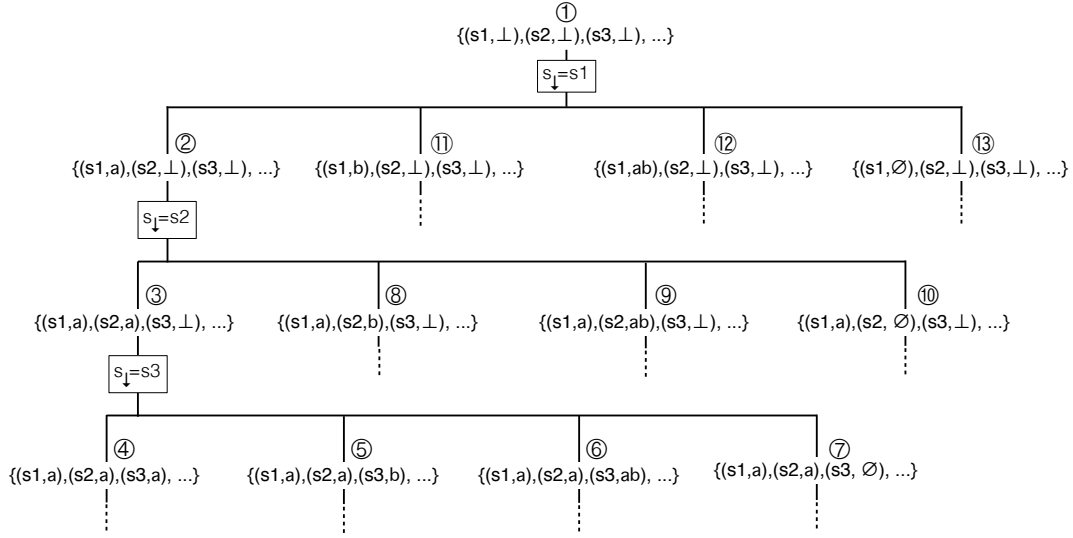 ①
{(s1,⊥),(s2,⊥),(s3,⊥), ...}
s↓=s1
② ⑪ ⑫ ⑬
{(s1,a),(s2,⊥),(s3,⊥), ...} {(s1,b),(s2,⊥),(s3,⊥), ...} {(s1,ab),(s2,⊥),(s3,⊥), ...} {(s1,∅),(s2,⊥),(s3,⊥), ...}
s↓=s2
③ ⑧ ⑨ ⑩
{(s1,a),(s2,a),(s3,⊥), ...} {(s1,a),(s2,b),(s3,⊥), ...} {(s1,a),(s2,ab),(s3,⊥), ...} {(s1,a),(s2, ∅),(s3,⊥), ...}
s↓=s3
④ ⑤ ⑥ ⑦
{(s1,a),(s2,a),(s3,a), ...} {(s1,a),(s2,a),(s3,b), ...} {(s1,a),(s2,a),(s3,ab), ...} {(s1,a),(s2,a),(s3, ∅), ...}